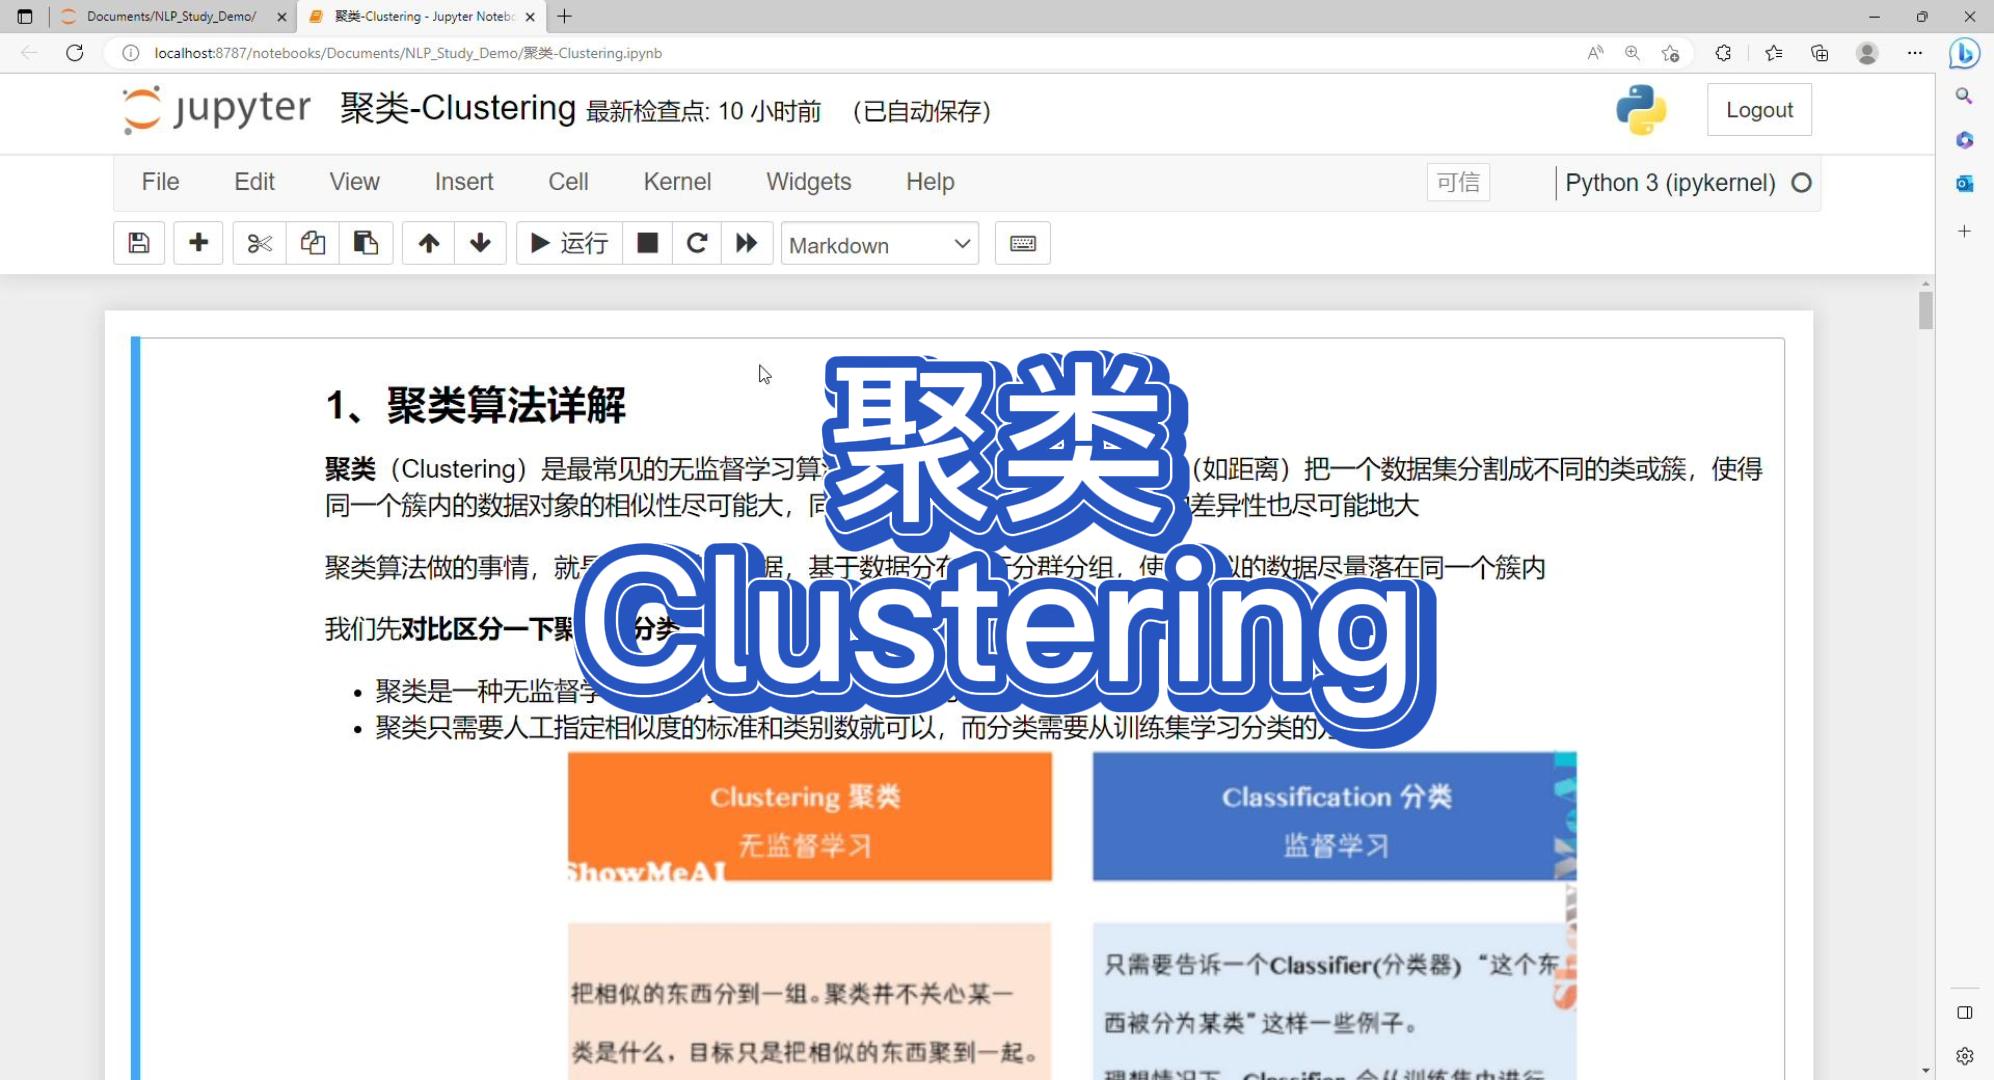 Documents/NLP_Study_Demo/
聚类-Clustering - Jupyter Noteb
localhost:8787/notebooks/Documents/NLP_Study_Demo/聚类-Clustering.ipynb
jupyter 聚类-Clustering 最新检查点: 10 小时前 (已自动保存)
Logout
File Edit View Insert Cell Kernel Widgets Help
可信
Python 3 (ipykernel)
运行
Markdown
聚类
Clustering
1、聚类算法详解
聚类（Clustering）是最常见的无监督学习算 （如距离）把一个数据集分割成不同的类或簇，使得
同一个簇内的数据对象的相似性尽可能大， 差异性也尽可能地大
聚类算法做的事情，就 据，基于数据分 分群分组，使 的数据尽量落在同一个簇内
我们先对比区分一下聚 分类
聚类是一种无监督学
聚类只需要人工指定相似度的标准和类别数就可以，而分类需要从训练集学习分类的
Clustering 聚类
无监督学习
ShowMeAI
Classification 分类
监督学习
把相似的东西分到一组。聚类并不关心某一
类是什么，目标只是把相似的东西聚到一起。
只需要告诉一个Classifier(分类器)“这个东
西被分为某类”这样一些例子。